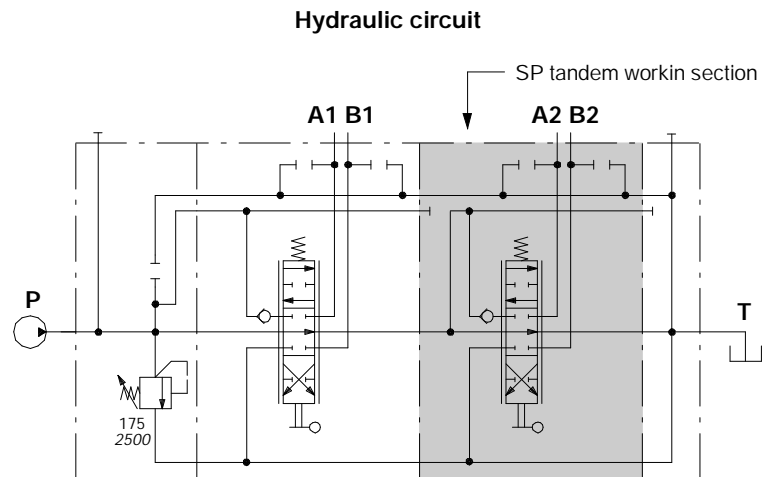 Hydraulic circuit
SP tandem workin section
A1 B1
A2 B2
P
T
175
2500